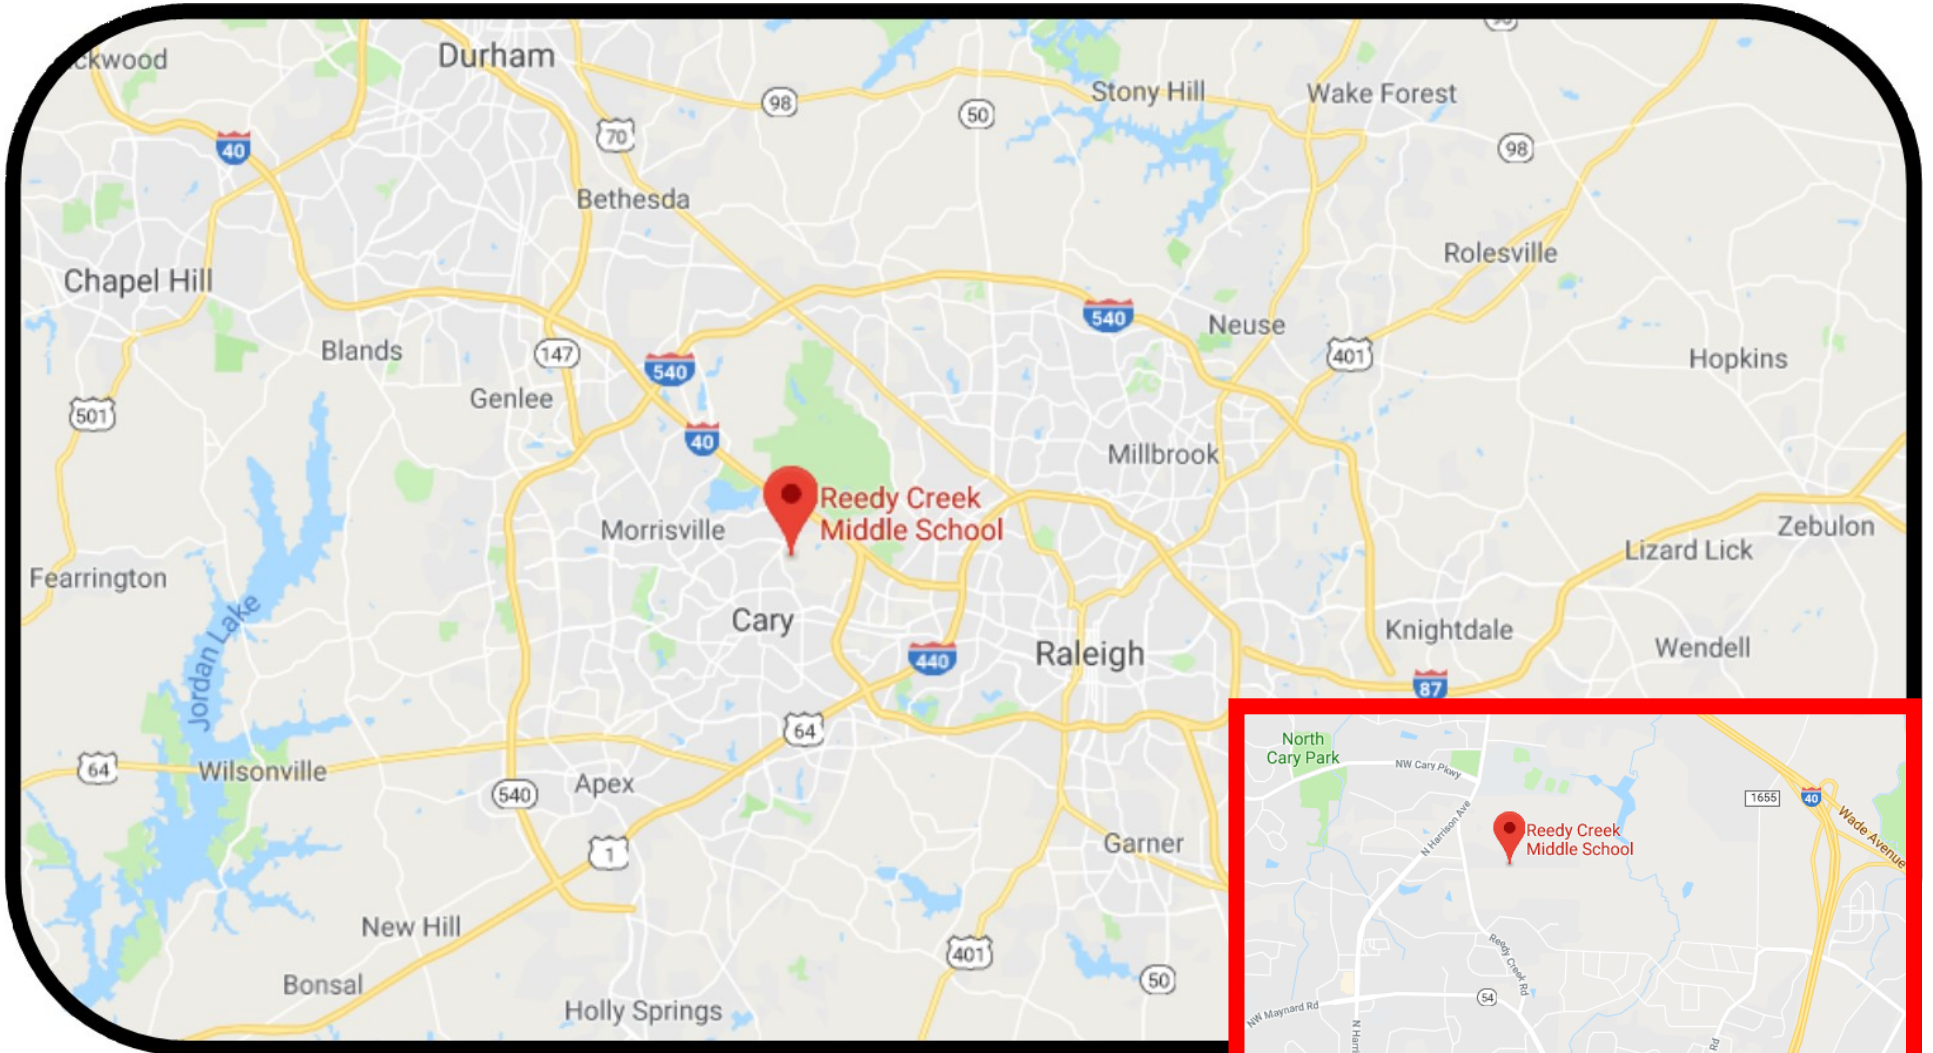 ckwood
Durham
Stony Hill
Wake Forest
98
50
70
98
40
Bethesda
Rolesville
Chapel Hill
540
Neuse
Blands
147
401
Hopkins
540
Genlee
501
40
Millbrook
Reedy Creek
Middle School
Morrisville
Zebulon
Lizard Lick
Fearrington
Jordan Lake
Cary
Raleigh
Knightdale
Wendell
440
87
64
64
Wilsonville
Apex
540
1
Garner
New Hill
401
50
Bonsal
Holly Springs
North
Cary Park
NW Cary Pkwy
1655
40
Wade Avenue
N Harrison Ave
Reedy Creek
Middle School
Reedy Creek Rd
54
NW Maynard Rd
N Harri
Rd